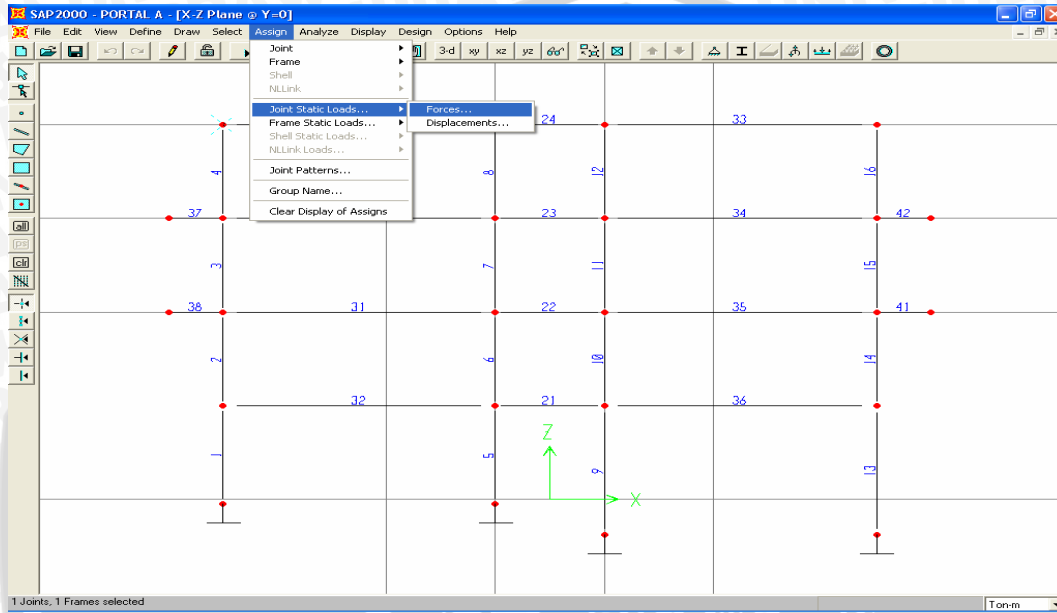 SAP2000 - PORTAL A - [X-Z Plane @ Y=0]
File Edit View Define Draw Select Assign Analyze Display Design Options Help
3-d xy xz yz
Joint
Frame
Shell
NLLink
Joint Static Loads... Forces...
Frame Static Loads... Displacements...
Shell Static Loads...
NLLink Loads...
Joint Patterns...
Group Name...
Clear Display of Assigns
all
ps
clr
24 33
4 8 12 16
37 23 34 42
3 7 11 15
38 31 22 35 41
2 6 10 14
32 21 36
Z
1 5 9 13
X
1 Joints, 1 Frames selected
Ton-m